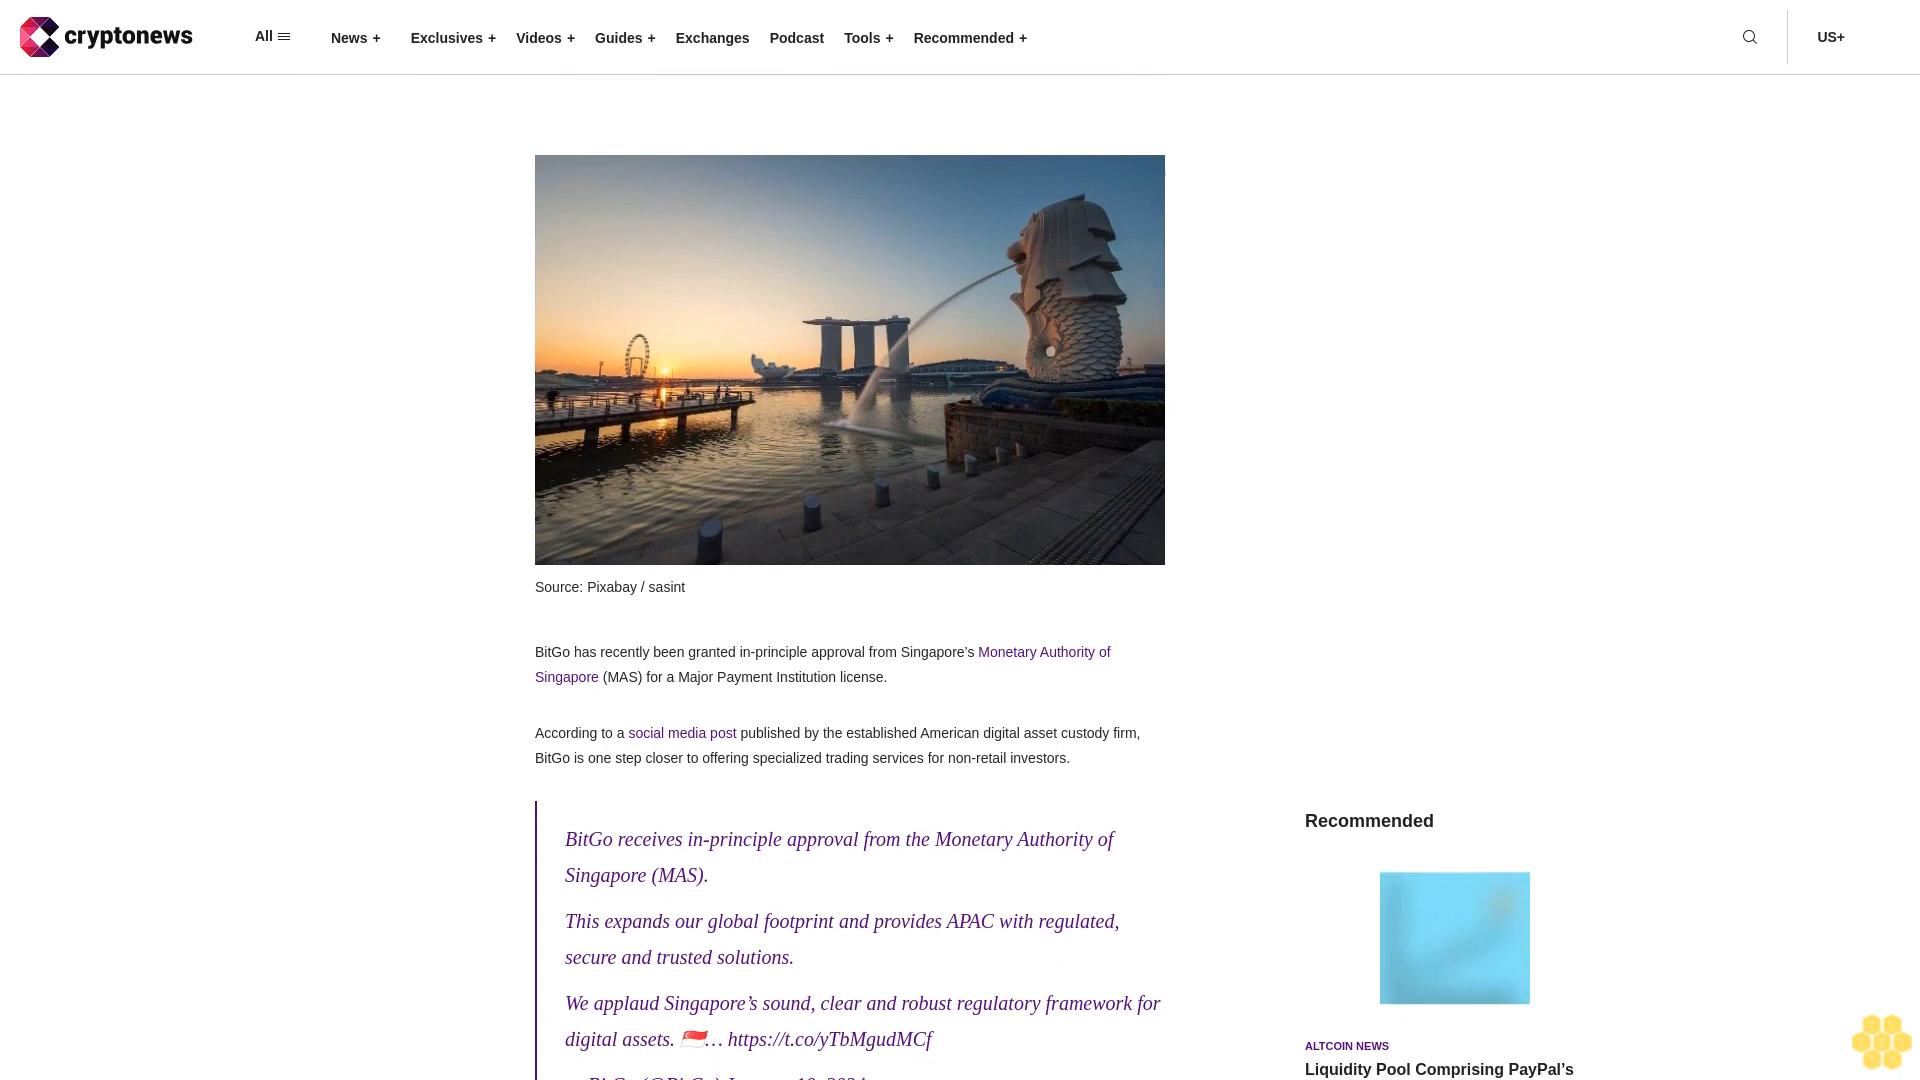 cryptonews
All
News +
Exclusives +
Videos +
Guides +
Exchanges
Podcast
Tools +
Recommended +
US+
Source: Pixabay / sasint
BitGo has recently been granted in-principle approval from Singapore’s Monetary Authority of
Singapore (MAS) for a Major Payment Institution license.
According to a social media post published by the established American digital asset custody firm,
BitGo is one step closer to offering specialized trading services for non-retail investors.
BitGo receives in-principle approval from the Monetary Authority of
Singapore (MAS).
This expands our global footprint and provides APAC with regulated,
secure and trusted solutions.
We applaud Singapore’s sound, clear and robust regulatory framework for
digital assets. 🇸🇬… https://t.co/yTbMgudMCf
Recommended
ALTCOIN NEWS
Liquidity Pool Comprising PayPal’s